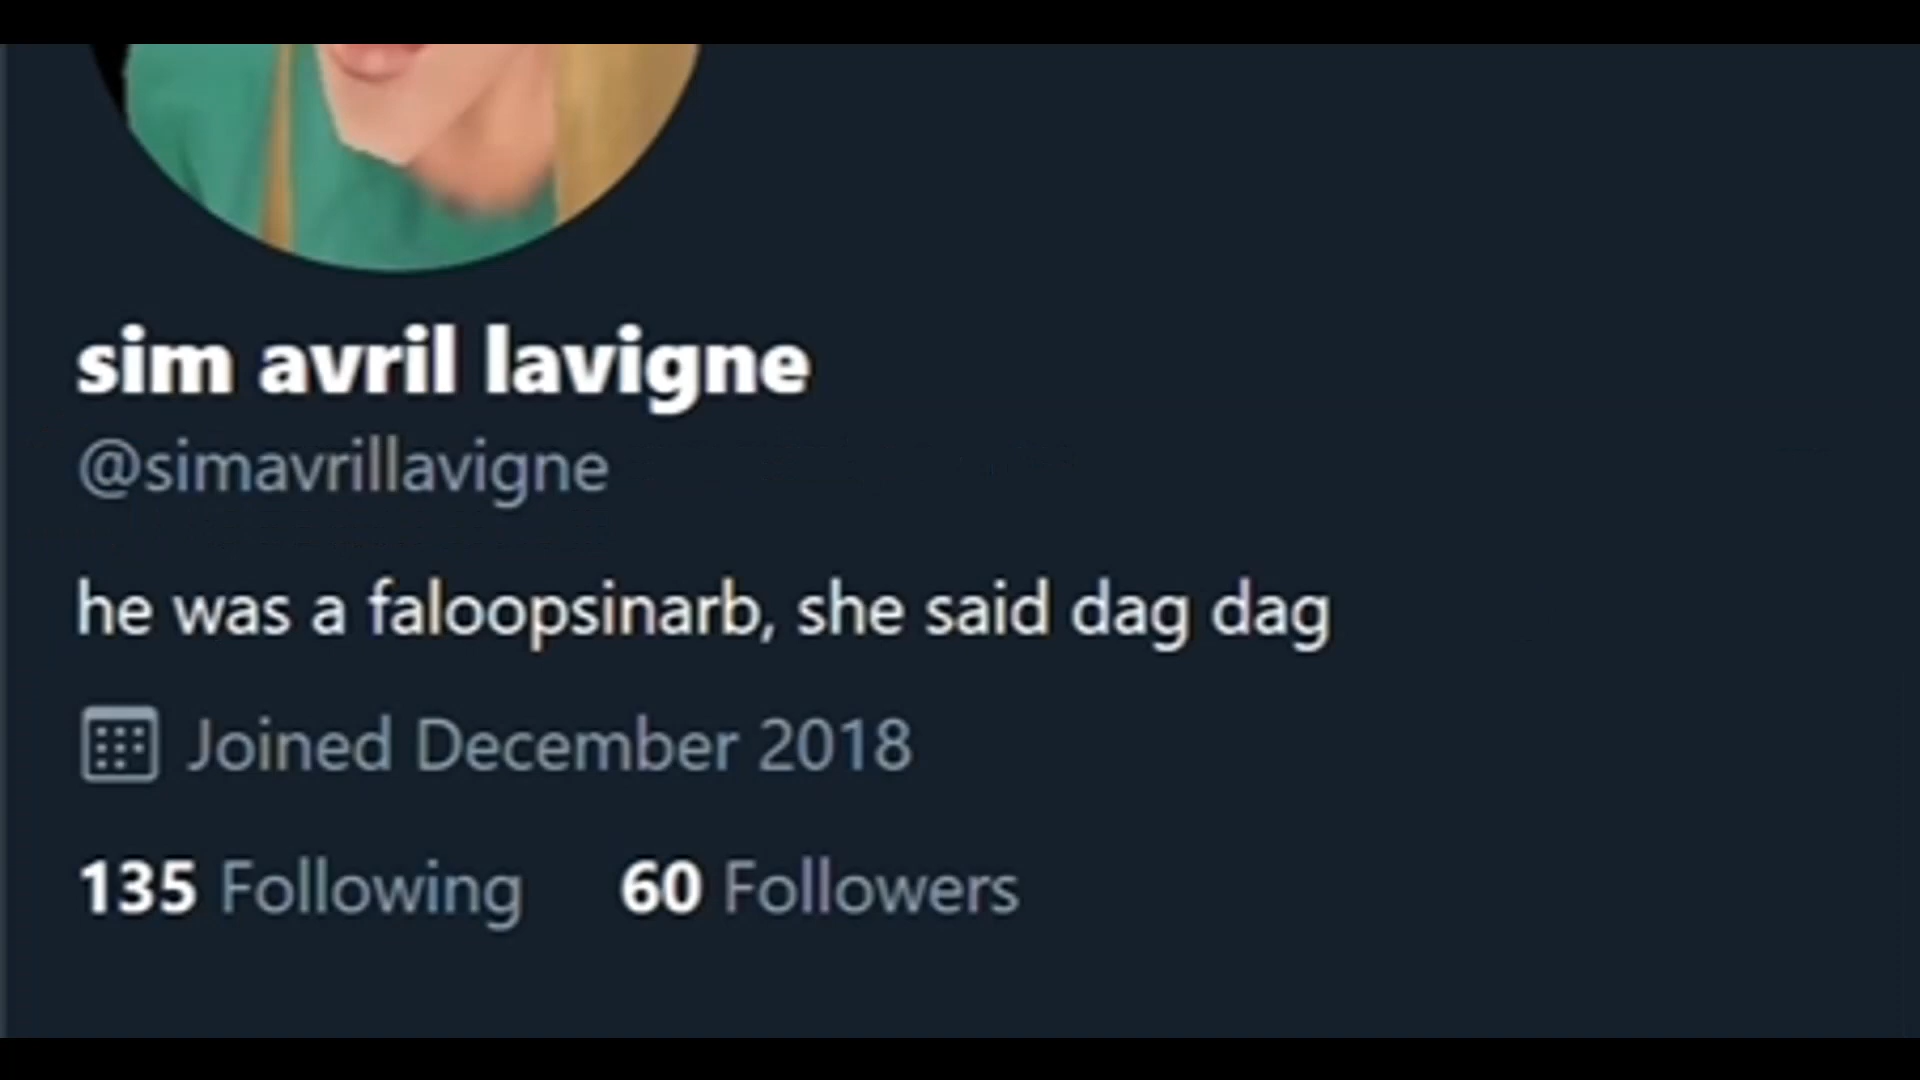 sim avril lavigne
@simavrillavigne
he was a faloopsinarb, she said dag dag
Joined December 2018
135 Following 60 Followers